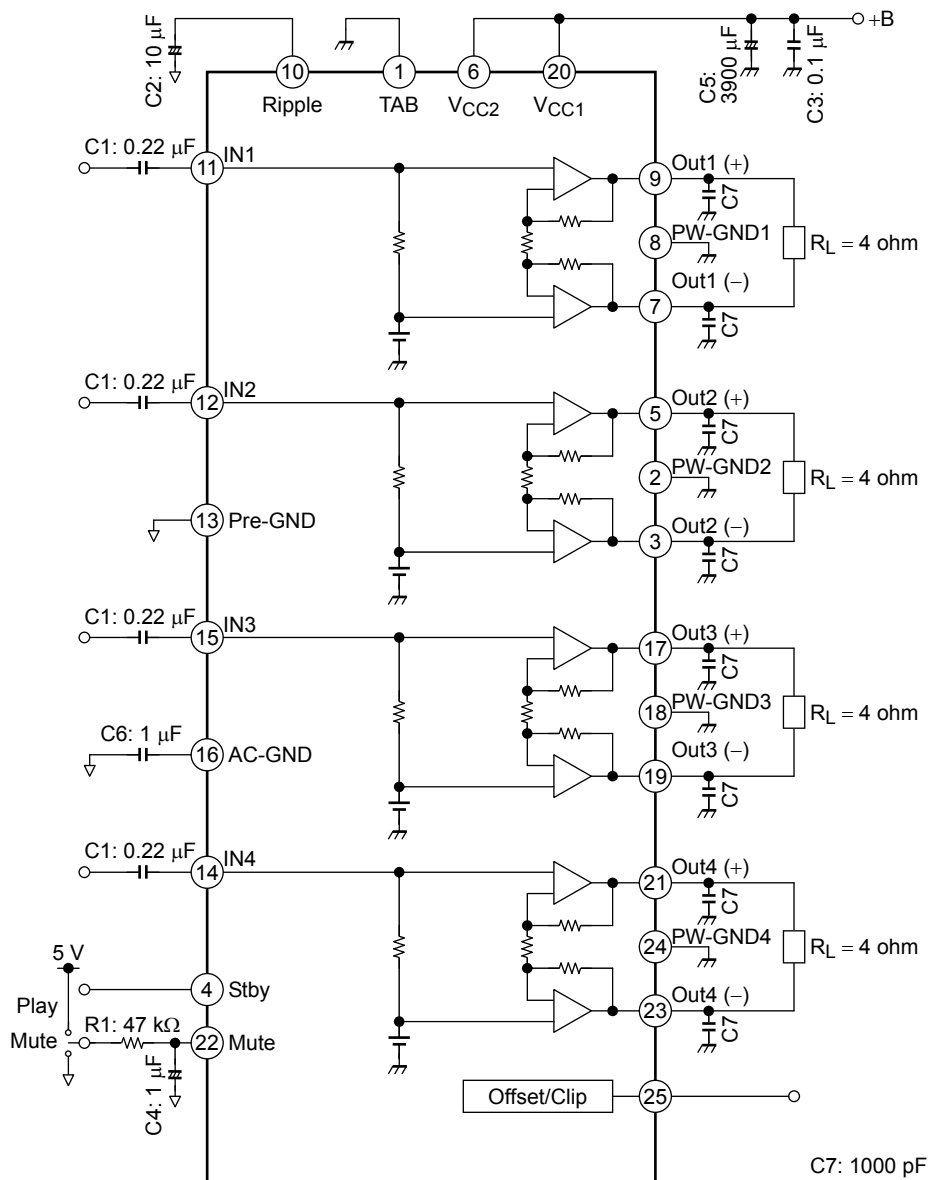 +B
C2: 10 μF
C5: 3900 μF
C3: 0.1 μF
10
1
6
20
Ripple
TAB
VCC2
VCC1
C1: 0.22 μF
11
IN1
9
Out1 (+)
C7
8
PW-GND1
RL = 4 ohm
7
Out1 (−)
C7
C1: 0.22 μF
12
IN2
5
Out2 (+)
C7
2
PW-GND2
RL = 4 ohm
13
Pre-GND
3
Out2 (−)
C7
C1: 0.22 μF
15
IN3
17
Out3 (+)
C7
18
PW-GND3
RL = 4 ohm
C6: 1 μF
16
AC-GND
19
Out3 (−)
C7
C1: 0.22 μF
14
IN4
21
Out4 (+)
C7
24
PW-GND4
RL = 4 ohm
5 V
Play
4
Stby
23
Out4 (−)
C7
Mute
R1: 47 kΩ
22
Mute
C4: 1 μF
Offset/Clip
25
C7: 1000 pF